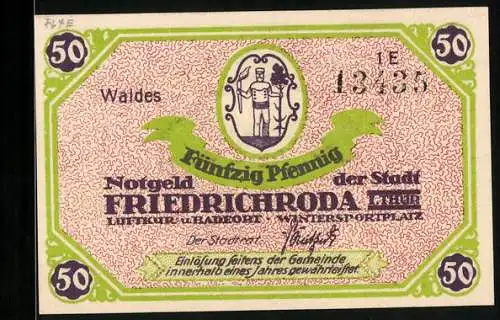 50
50
1E
Waldes
13435
Fünfzig Pfennig
Notgeld der Stadt
FRIEDRICHRODA I. THÜR
LUFTKUR U. BADEORT · WINTERSPORTPLATZ
Der Stadtrat:
Einlösung seitens der Gemeinde
innerhalb eines Jahres gewährleistet.
50
50